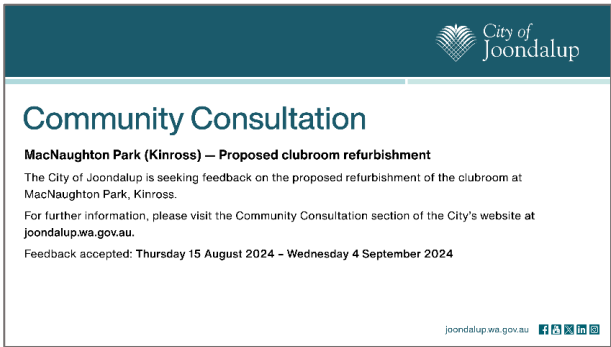 City of
Joondalup
Community Consultation
MacNaughton Park (Kinross) — Proposed clubroom refurbishment
The City of Joondalup is seeking feedback on the proposed refurbishment of the clubroom at
MacNaughton Park, Kinross.
For further information, please visit the Community Consultation section of the City's website at
joondalup.wa.gov.au.
Feedback accepted: Thursday 15 August 2024 – Wednesday 4 September 2024
joondalup.wa.gov.au